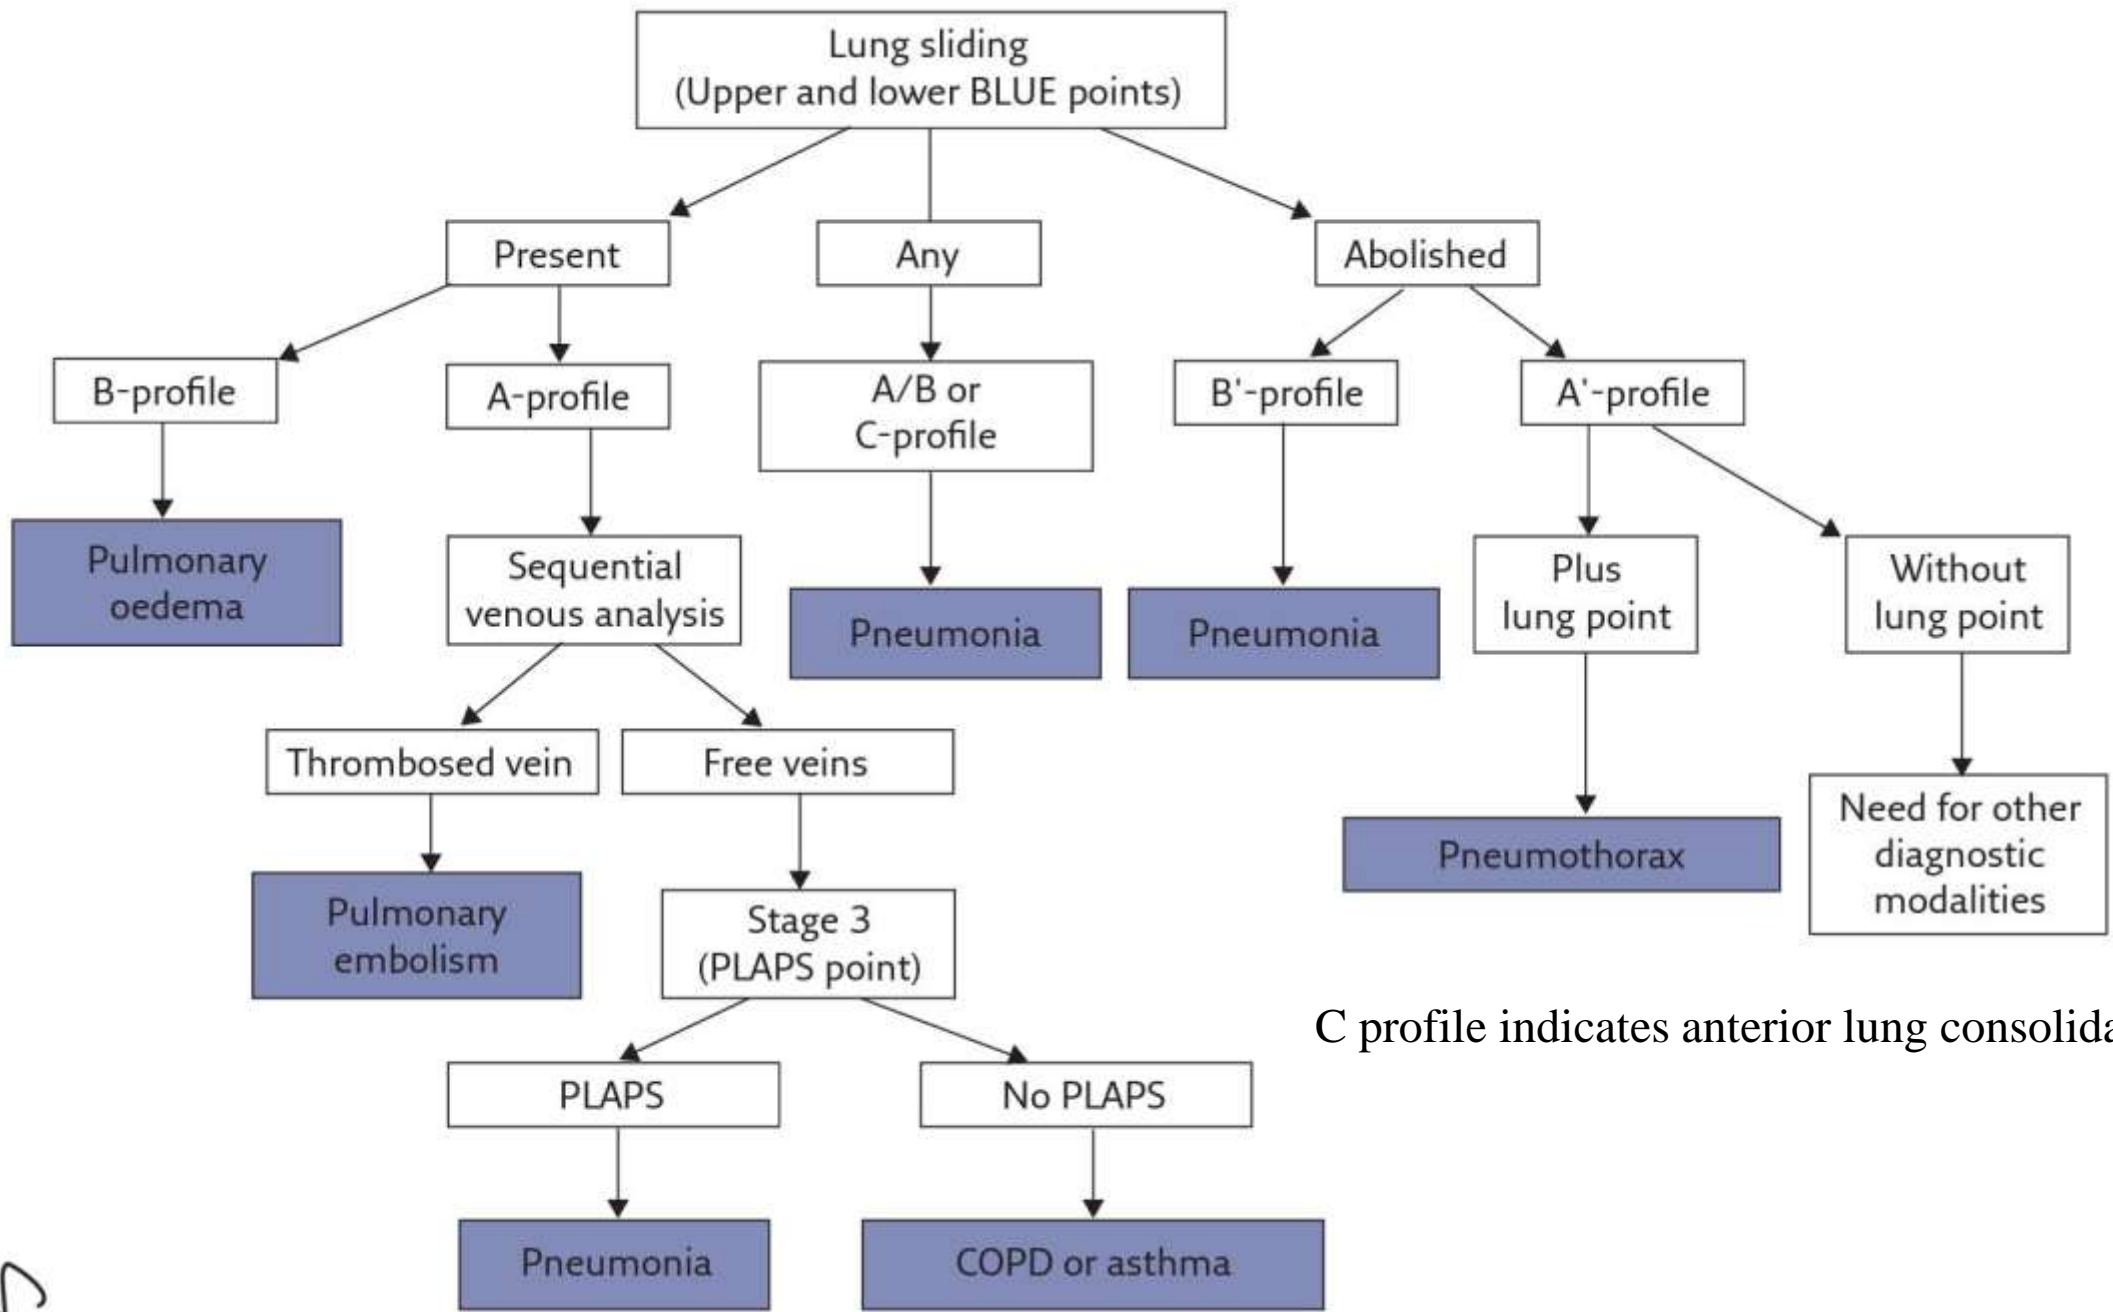 Lung sliding
(Upper and lower BLUE points)
Present
Any
Abolished
B-profile
A-profile
A/B or
C-profile
B'-profile
A'-profile
Pulmonary
oedema
Sequential
venous analysis
Pneumonia
Pneumonia
Plus
lung point
Without
lung point
Thrombosed vein
Free veins
Pneumothorax
Need for other
diagnostic
modalities
Pulmonary
embolism
Stage 3
(PLAPS point)
C profile indicates anterior lung
PLAPS
No PLAPS
Pneumonia
COPD or asthma